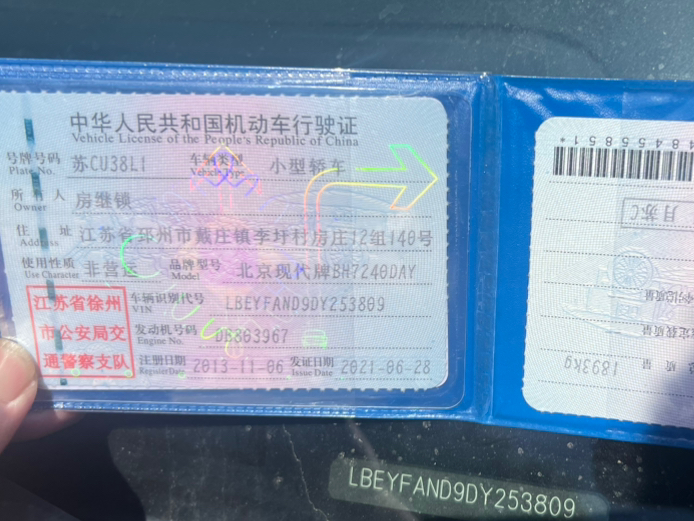 中华人民共和国机动车行驶证
Vehicle License of the People's Republic of China
号牌号码 苏CU38L1 车辆类型 小型轿车
Plate No. Vehicle Type
所有人 房继锁
Owner
住址 江苏省邳州市戴庄镇李圩村房庄12组140号
Address
使用性质 非营运 品牌型号 北京现代牌BH7240DAY
Use Character Model
江苏省徐州
市公安局交
通警察支队
车辆识别代号 LBEYFAND9DY253809
VIN
发动机号码 DB803967
Engine No.
注册日期 2013-11-06 发证日期 2021-06-28
Register Date Issue Date
1893kg
LBEYFAND9DY253809